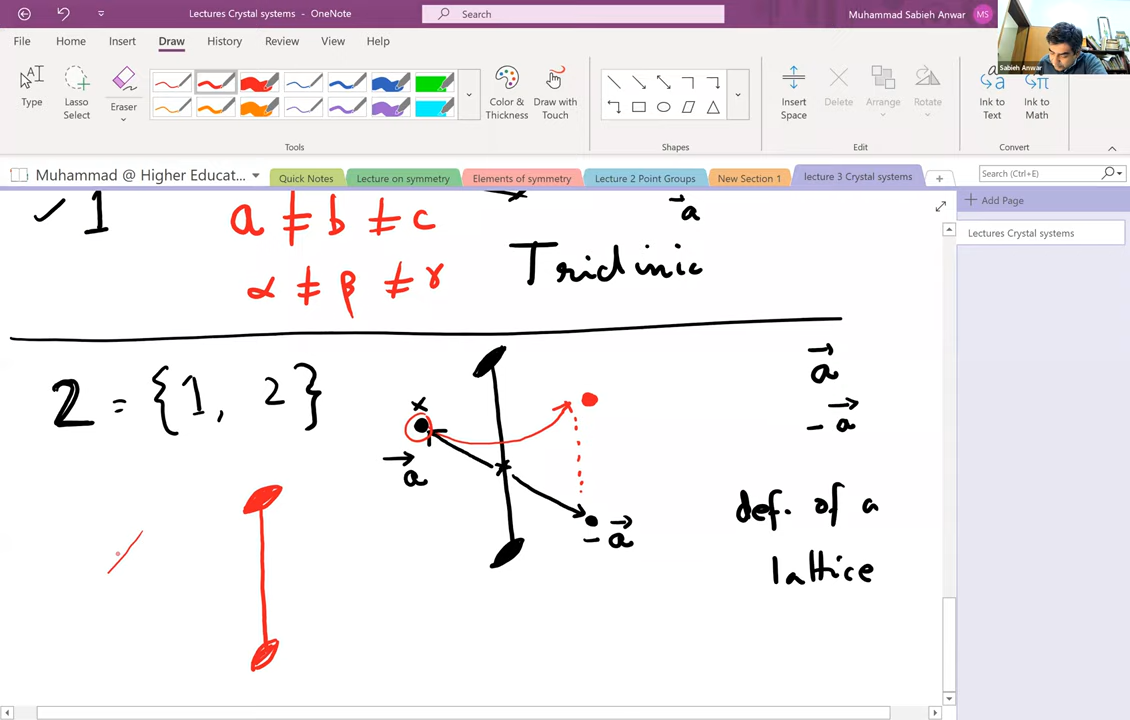 Lectures Crystal systems - OneNote
Search
Muhammad Sabieh Anwar
MS
File Home Insert Draw History Review View Help
Type
Lasso Select
Eraser
Color & Thickness
Draw with Touch
Insert Space
Delete
Arrange
Rotate
Ink to Text
Ink to Math
Sabieh Anwar
Tools
Shapes
Edit
Convert
Muhammad @ Higher Educat...
Quick Notes
Lecture on symmetry
Elements of symmetry
Lecture 2 Point Groups
New Section 1
lecture 3 Crystal systems
Search (Ctrl+E)
Add Page
Lectures Crystal systems
✓ 1
a ≠ b ≠ c
α ≠ β ≠ γ
a⃗
Triclinic
2 = {1, 2}
x
a⃗
x
-a⃗
a⃗
-a⃗
def. of a
lattice